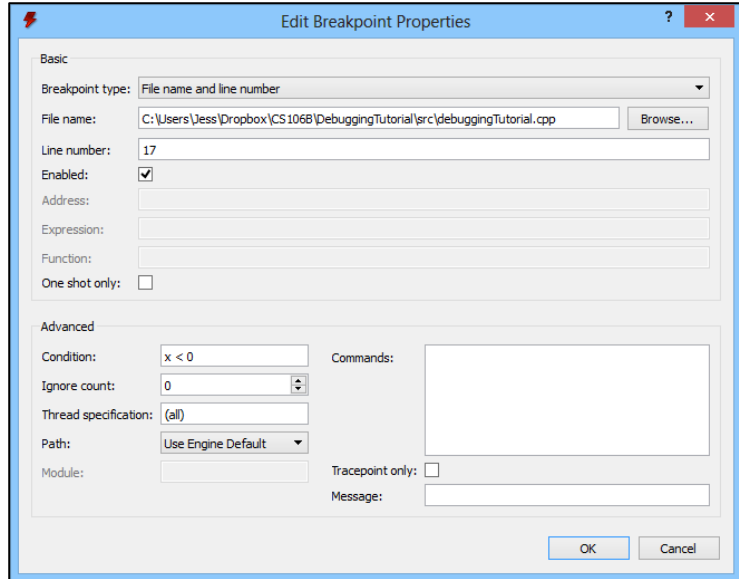 Edit Breakpoint Properties
?
x
Basic
Breakpoint type: File name and line number
File name: C:\Users\Jess\Dropbox\CS106B\DebuggingTutorial\src\debuggingTutorial.cpp Browse...
Line number: 17
Enabled:
Address:
Expression:
Function:
One shot only:
Advanced
Condition: x < 0
Ignore count: 0
Thread specification: (all)
Path: Use Engine Default
Module:
Commands:
Tracepoint only:
Message:
OK Cancel